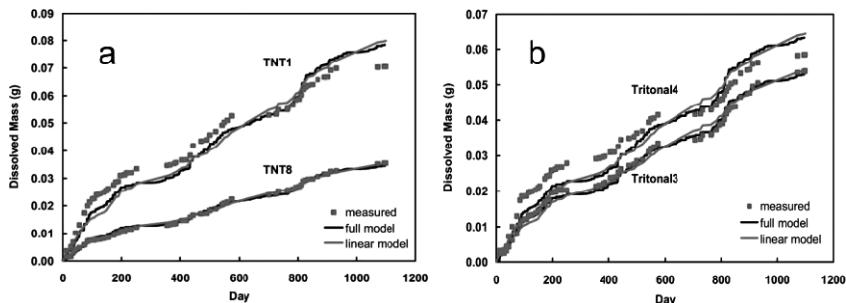 a
Dissolved Mass (g)
0.09
0.08
0.07
0.06
0.05
0.04
0.03
0.02
0.01
0.00
TNT1
TNT8
measured
full model
linear model
0 200 400 600 800 1000 1200
Day
b
Dissolved Mass (g)
0.07
0.06
0.05
0.04
0.03
0.02
0.01
0.00
Tritonal4
Tritonal3
measured
full model
linear model
0 200 400 600 800 1000 1200
Day